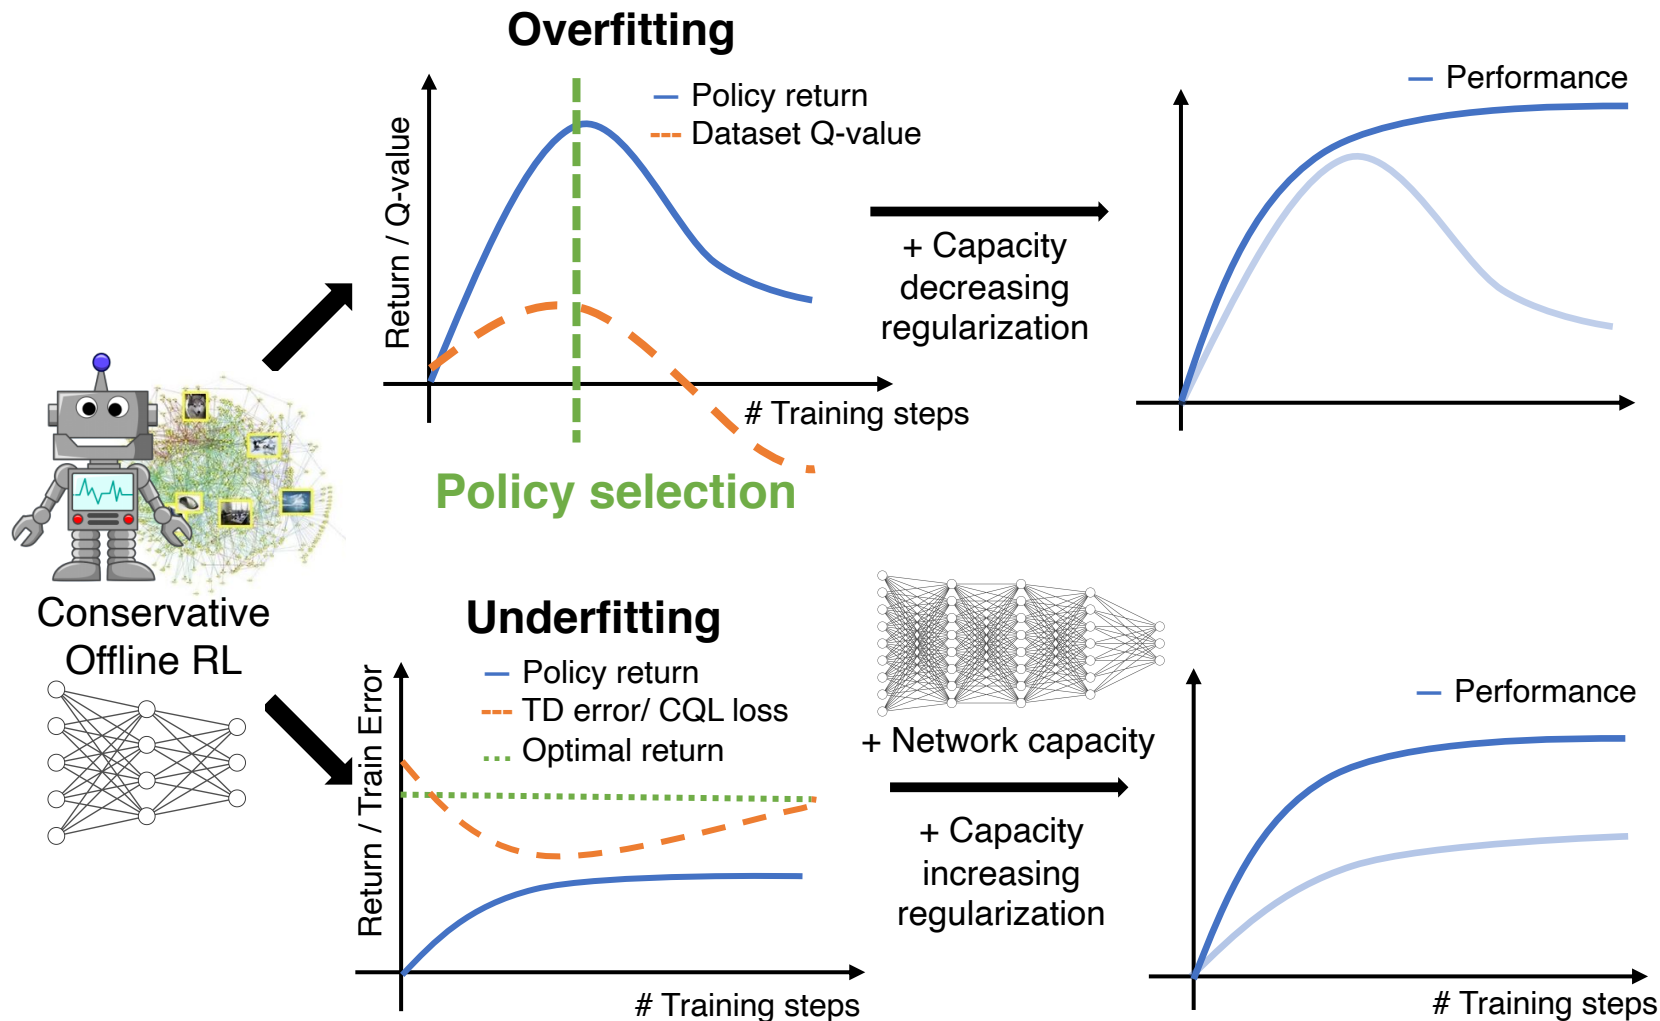 Overfitting
Return / Q-value
Policy return
Dataset Q-value
# Training steps
Policy selection
+ Capacity
decreasing
regularization
Performance
Conservative
Offline RL
Underfitting
Return / Train Error
Policy return
TD error/ CQL loss
Optimal return
# Training steps
+ Network capacity
+ Capacity
increasing
regularization
Performance
# Training steps